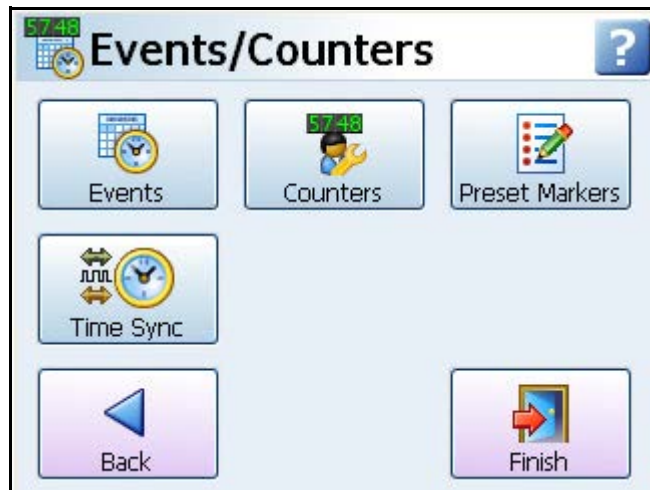 57:48
Events/Counters
?
Events
57:48
Counters
Preset Markers
Time Sync
Back
Finish